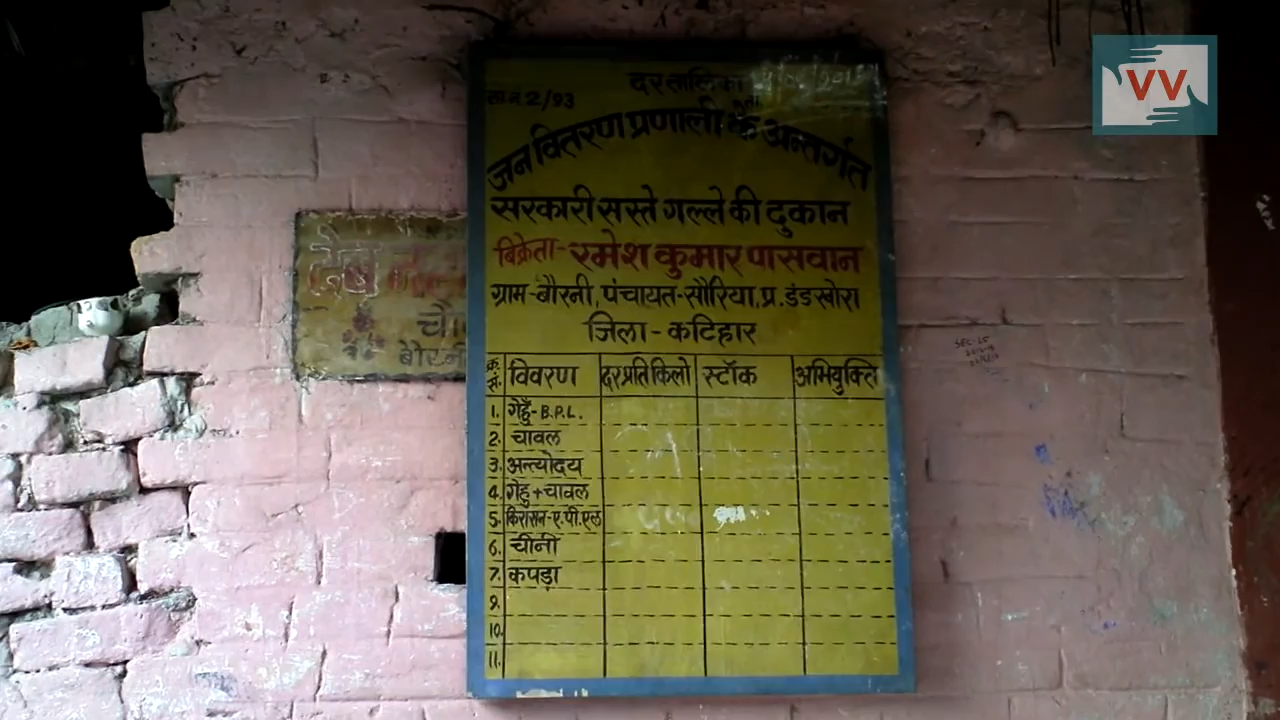 दर तालिका
2/93
जन वितरण प्रणाली के अन्तर्गत
सरकारी सस्ते गल्ले की दुकान
बिक्रेता- रमेश कुमार पासवान
ग्राम-बौरनी, पंचायत-सौरिया, प्र. डंडखोरा
जिला - कटिहार
क्र. सं. विवरण दर प्रति किलो स्टॉक अभियुक्ति
1. गेहुँ- B.P.L.
2. चावल
3. अन्त्योदय
4. गेहु + चावल
5. किरासन-ए.पी.एल
6. चीनी
7. कपड़ा
9.
10.
11.
चौ
बौरनी
VV